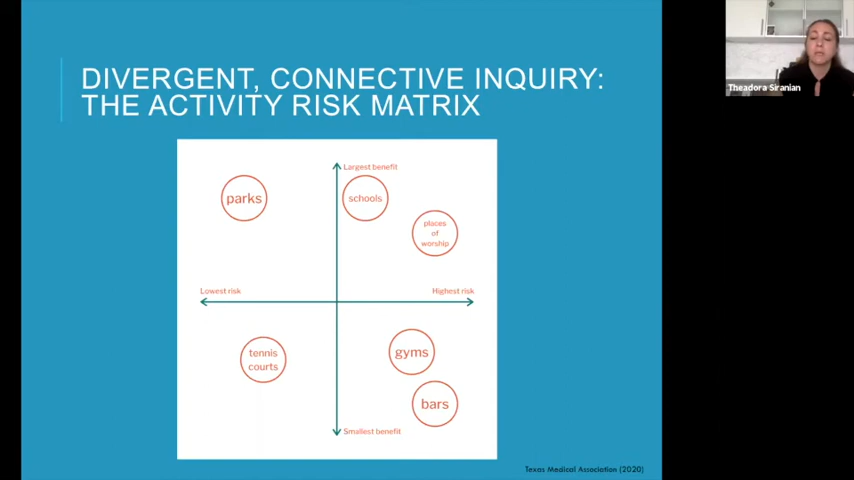 DIVERGENT, CONNECTIVE INQUIRY:
THE ACTIVITY RISK MATRIX
Theadora Siranian
Largest benefit
parks
schools
places
of
worship
Lowest risk
Highest risk
tennis
courts
gyms
bars
Smallest benefit
Texas Medical Association (2020)